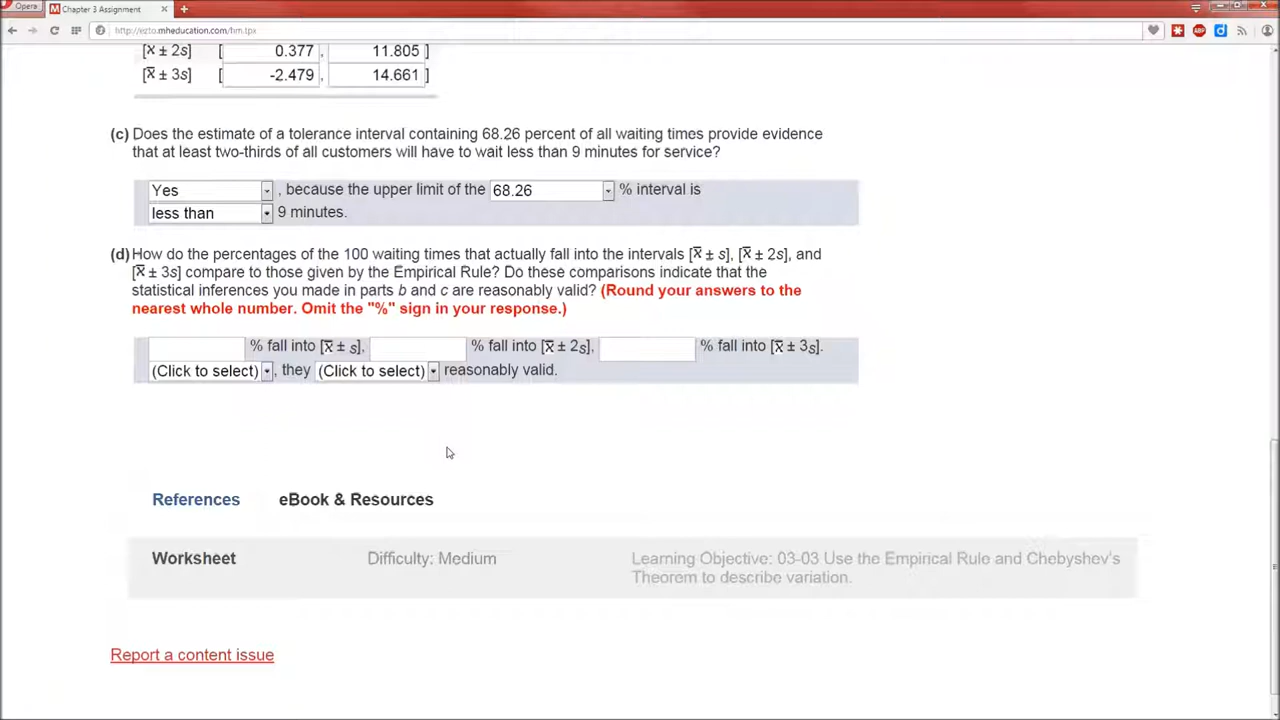 Opera
M Chapter 3 Assignment × +
http://ezto.mheducation.com/hm.tpx
[x̅ ± 2s] [ 0.377 , 11.805 ]
[x̅ ± 3s] [ -2.479 , 14.661 ]
(c) Does the estimate of a tolerance interval containing 68.26 percent of all waiting times provide evidence
that at least two-thirds of all customers will have to wait less than 9 minutes for service?
Yes , because the upper limit of the 68.26 % interval is
less than 9 minutes.
(d) How do the percentages of the 100 waiting times that actually fall into the intervals [x̅ ± s], [x̅ ± 2s], and
[x̅ ± 3s] compare to those given by the Empirical Rule? Do these comparisons indicate that the
statistical inferences you made in parts b and c are reasonably valid? (Round your answers to the
nearest whole number. Omit the "%" sign in your response.)
% fall into [x̅ ± s], % fall into [x̅ ± 2s], % fall into [x̅ ± 3s].
(Click to select) , they (Click to select) reasonably valid.
References eBook & Resources
Worksheet Difficulty: Medium Learning Objective: 03-03 Use the Empirical Rule and Chebyshev's
Theorem to describe variation.
Report a content issue